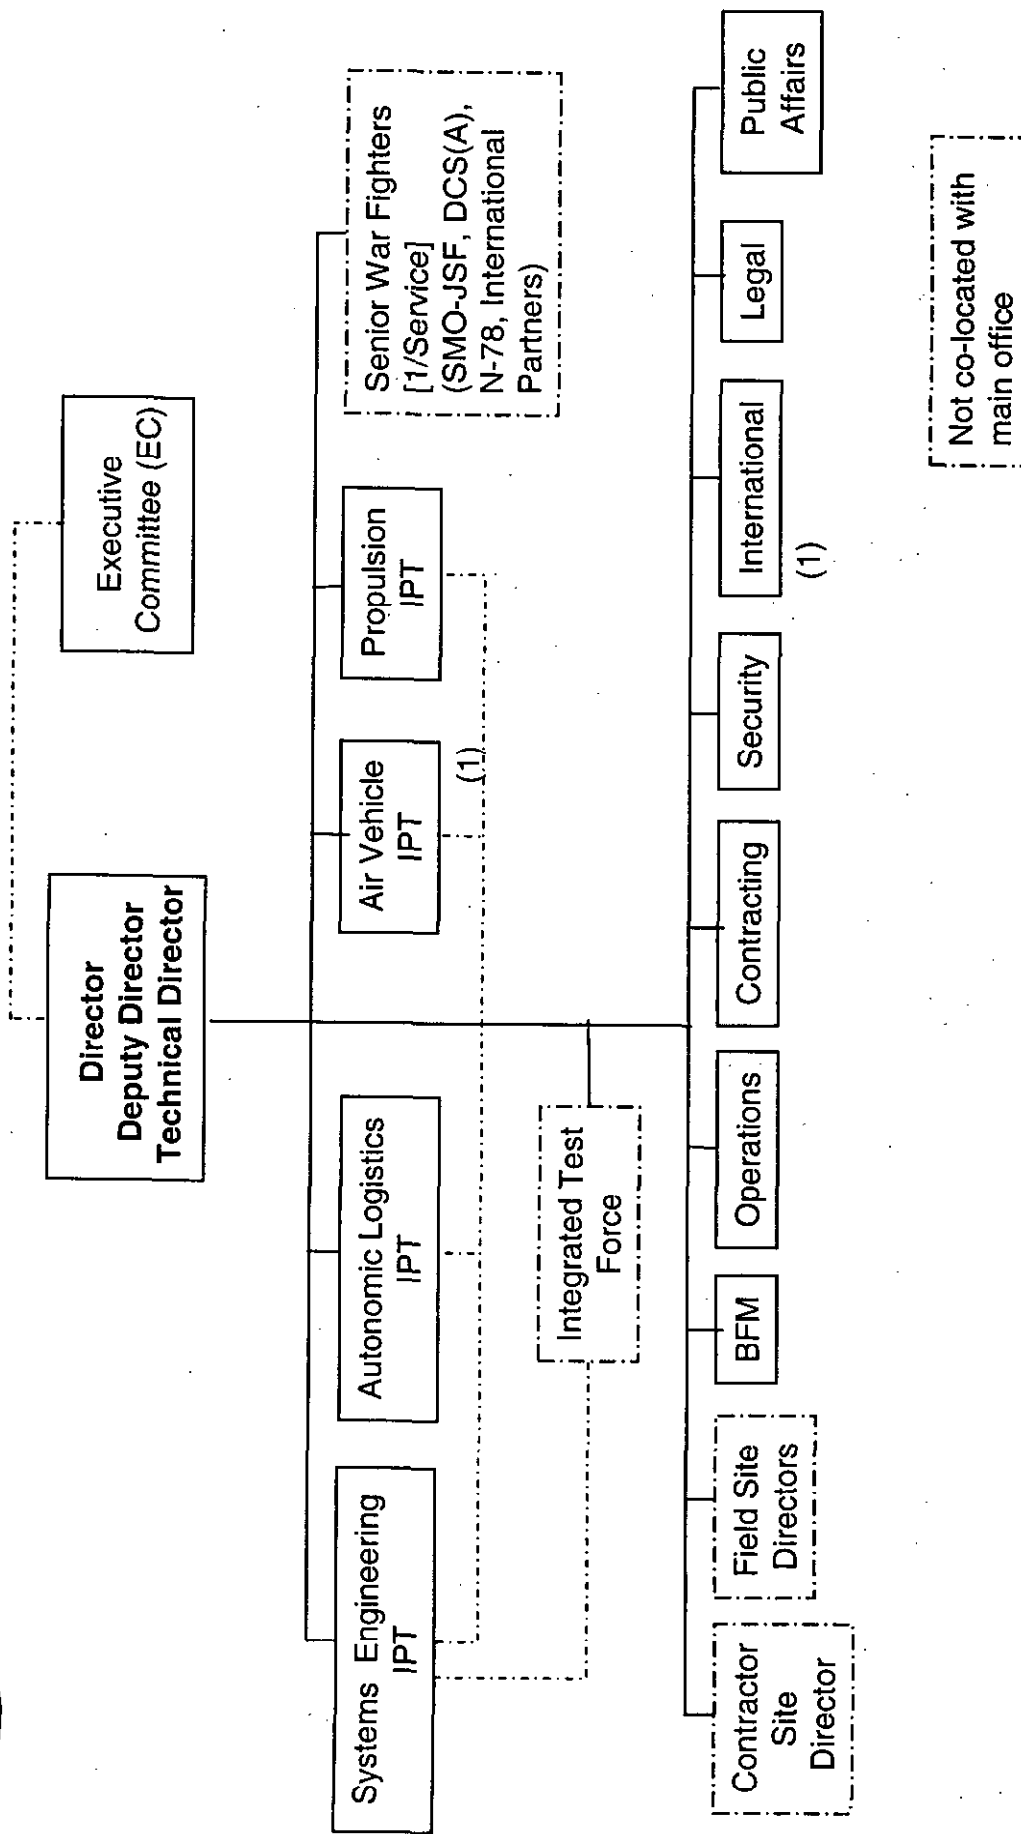 Director
Deputy Director
Technical Director
Executive
Committee (EC)
Systems Engineering
IPT
Autonomic Logistics
IPT
Air Vehicle
IPT
(1)
Propulsion
IPT
Senior War Fighters
[1/Service]
(SMO-JSF, DCS(A),
N-78, International
Partners)
Integrated Test
Force
Contractor
Site
Director
Field Site
Directors
BFM
Operations
Contracting
Security
International
(1)
Legal
Public
Affairs
Not co-located with
main office